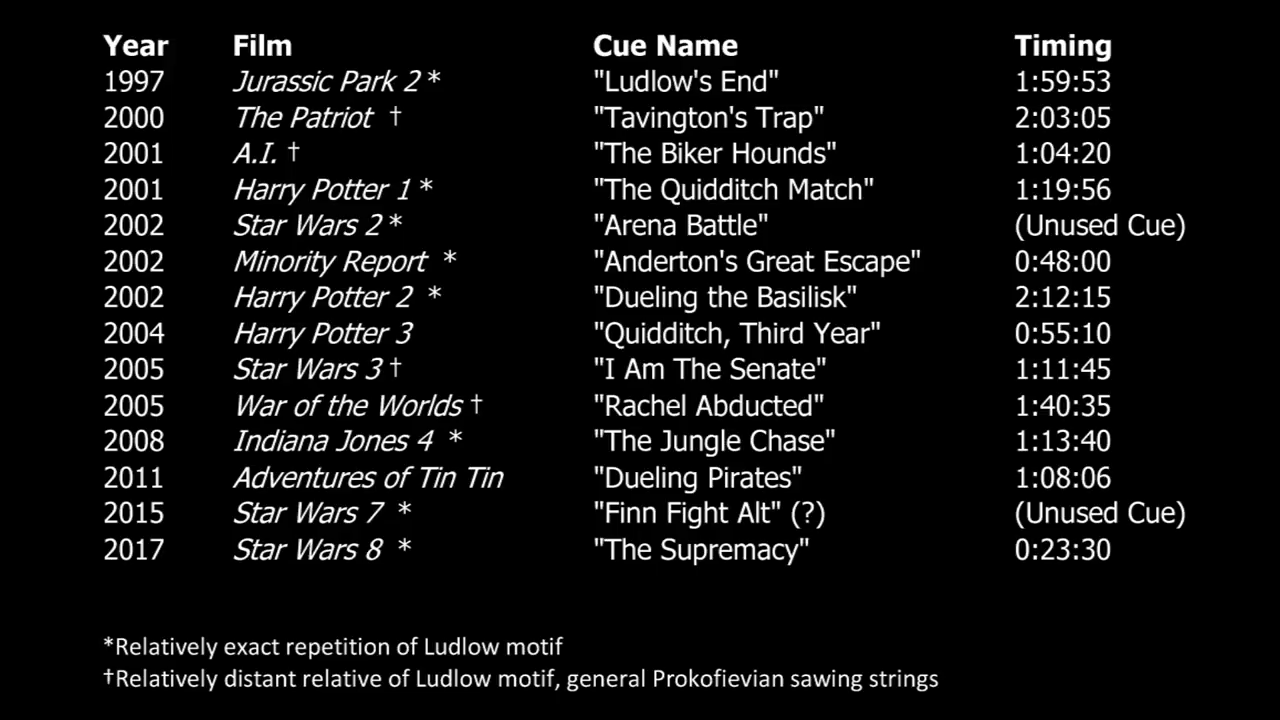 Year Film Cue Name Timing
1997 Jurassic Park 2 * "Ludlow's End" 1:59:53
2000 The Patriot † "Tavington's Trap" 2:03:05
2001 A.I. † "The Biker Hounds" 1:04:20
2001 Harry Potter 1 * "The Quidditch Match" 1:19:56
2002 Star Wars 2 * "Arena Battle" (Unused Cue)
2002 Minority Report * "Anderton's Great Escape" 0:48:00
2002 Harry Potter 2 * "Dueling the Basilisk" 2:12:15
2004 Harry Potter 3 "Quidditch, Third Year" 0:55:10
2005 Star Wars 3 † "I Am The Senate" 1:11:45
2005 War of the Worlds † "Rachel Abducted" 1:40:35
2008 Indiana Jones 4 * "The Jungle Chase" 1:13:40
2011 Adventures of Tin Tin "Dueling Pirates" 1:08:06
2015 Star Wars 7 * "Finn Fight Alt" (?) (Unused Cue)
2017 Star Wars 8 * "The Supremacy" 0:23:30
*Relatively exact repetition of Ludlow motif
†Relatively distant relative of Ludlow motif, general Prokofievian sawing strings